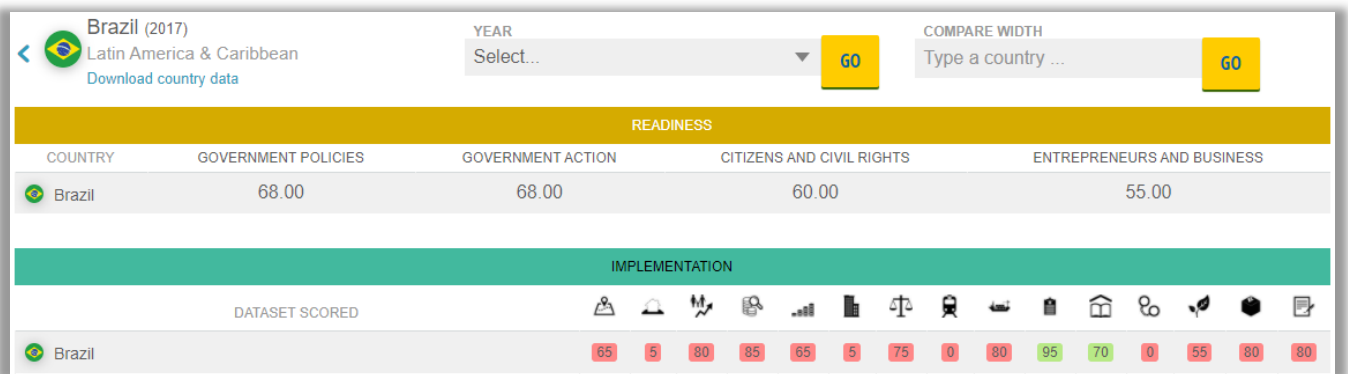 Brazil (2017)
Latin America & Caribbean
Download country data
YEAR
Select...
GO
COMPARE WIDTH
Type a country ...
GO
READINESS
COUNTRY GOVERNMENT POLICIES GOVERNMENT ACTION CITIZENS AND CIVIL RIGHTS ENTREPRENEURS AND BUSINESS
Brazil 68.00 68.00 60.00 55.00
IMPLEMENTATION
DATASET SCORED
Brazil 65 5 80 85 65 5 75 0 80 95 70 0 55 80 80